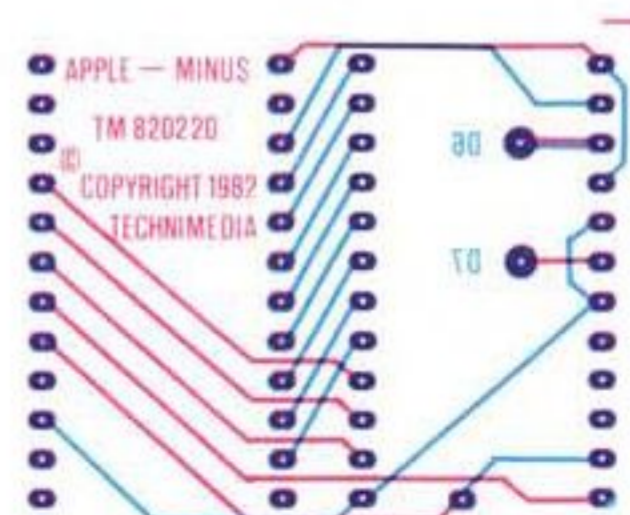 APPLE — MINUS
TM 820220
©
COPYRIGHT 1982
TECHNIMEDIA
D6
D7